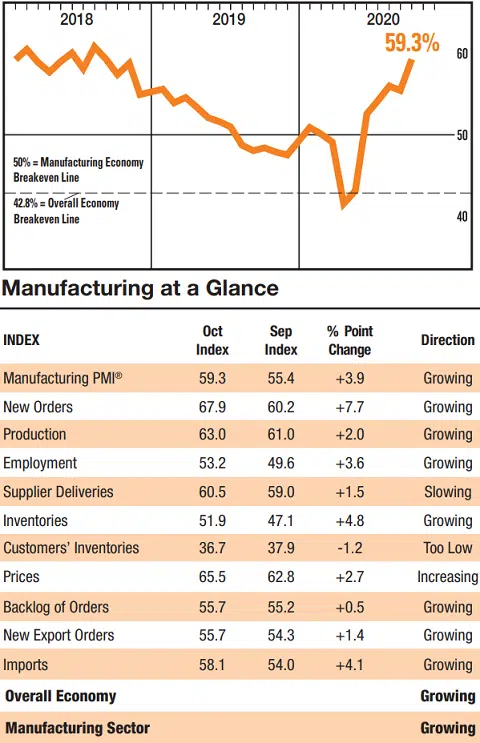 2018 2019 2020
59.3%
60
50
50% = Manufacturing Economy
Breakeven Line
42.8% = Overall Economy
Breakeven Line
40
Manufacturing at a Glance
INDEX Oct Index Sep Index % Point Change Direction
Manufacturing PMI® 59.3 55.4 +3.9 Growing
New Orders 67.9 60.2 +7.7 Growing
Production 63.0 61.0 +2.0 Growing
Employment 53.2 49.6 +3.6 Growing
Supplier Deliveries 60.5 59.0 +1.5 Slowing
Inventories 51.9 47.1 +4.8 Growing
Customers' Inventories 36.7 37.9 -1.2 Too Low
Prices 65.5 62.8 +2.7 Increasing
Backlog of Orders 55.7 55.2 +0.5 Growing
New Export Orders 55.7 54.3 +1.4 Growing
Imports 58.1 54.0 +4.1 Growing
Overall Economy Growing
Manufacturing Sector Growing